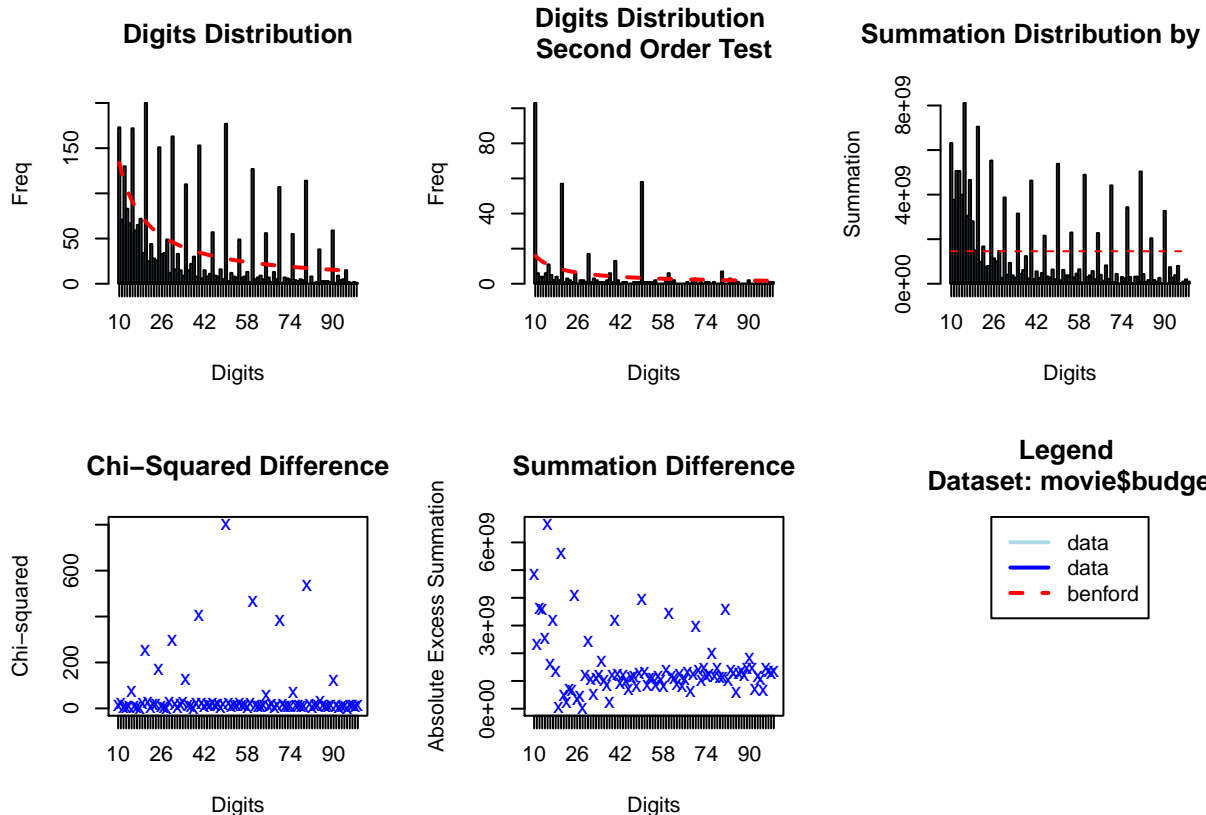 Digits Distribution
Freq
0 50 150
10 26 42 58 74 90
Digits
Digits Distribution
Second Order Test
Freq
0 40 80
10 26 42 58 74 90
Digits
Summation Distribution by
Summation
0e+00 4e+09 8e+09
10 26 42 58 74 90
Digits
Chi−Squared Difference
Chi−squared
0 200 600
10 26 42 58 74 90
Digits
Summation Difference
Absolute Excess Summation
0e+00 3e+09 6e+09
10 26 42 58 74 90
Digits
Legend
Dataset: movie$budge
data
data
benford